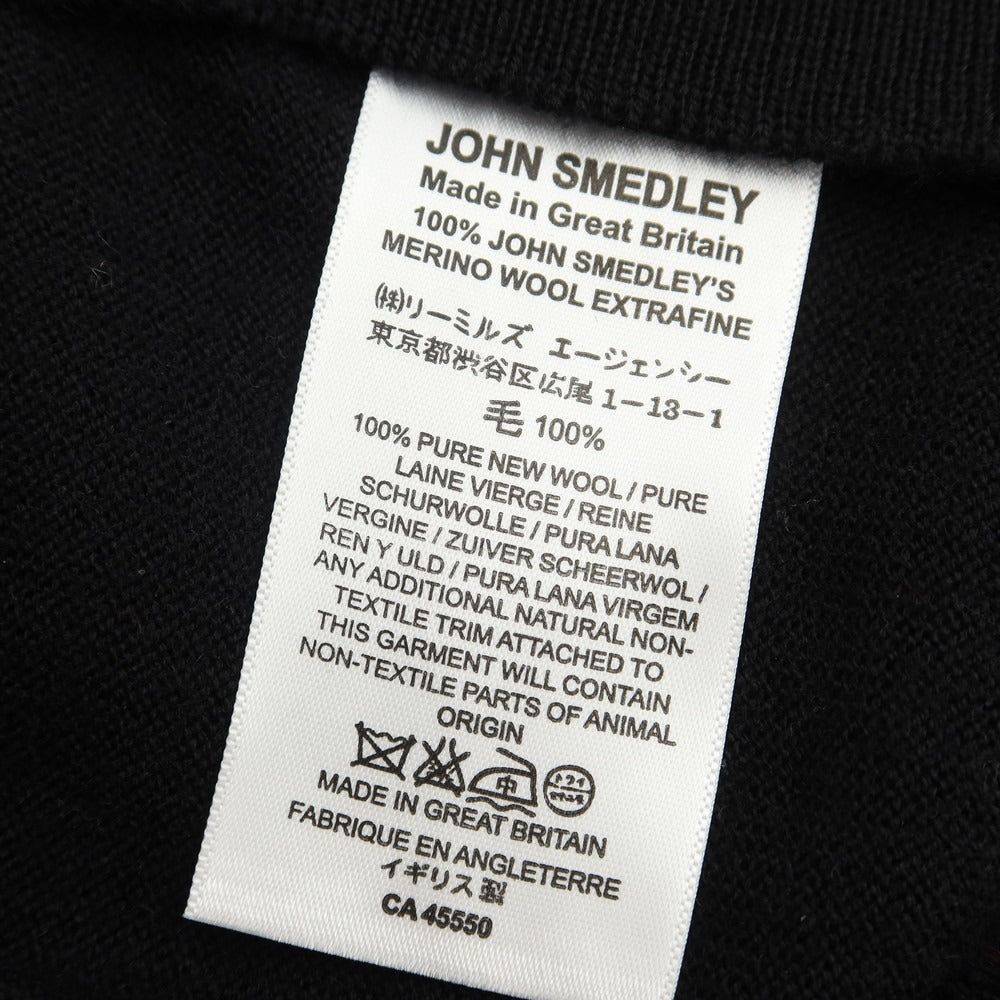 JOHN SMEDLEY
Made in Great Britain
100% JOHN SMEDLEY'S
MERINO WOOL EXTRAFINE
(株)リーミルズ エージェンシー
東京都渋谷区広尾1-13-1
毛 100%
100% PURE NEW WOOL / PURE
LAINE VIERGE / REINE
SCHURWOLLE / PURA LANA
VERGINE / ZUIVER SCHEERWOL /
REN Y ULD / PURA LANA VIRGEM
ANY ADDITIONAL NATURAL NON-
TEXTILE TRIM ATTACHED TO
THIS GARMENT WILL CONTAIN
NON-TEXTILE PARTS OF ANIMAL
ORIGIN
中 ドライ
MADE IN GREAT BRITAIN
FABRIQUE EN ANGLETERRE
イギリス製
CA 45550